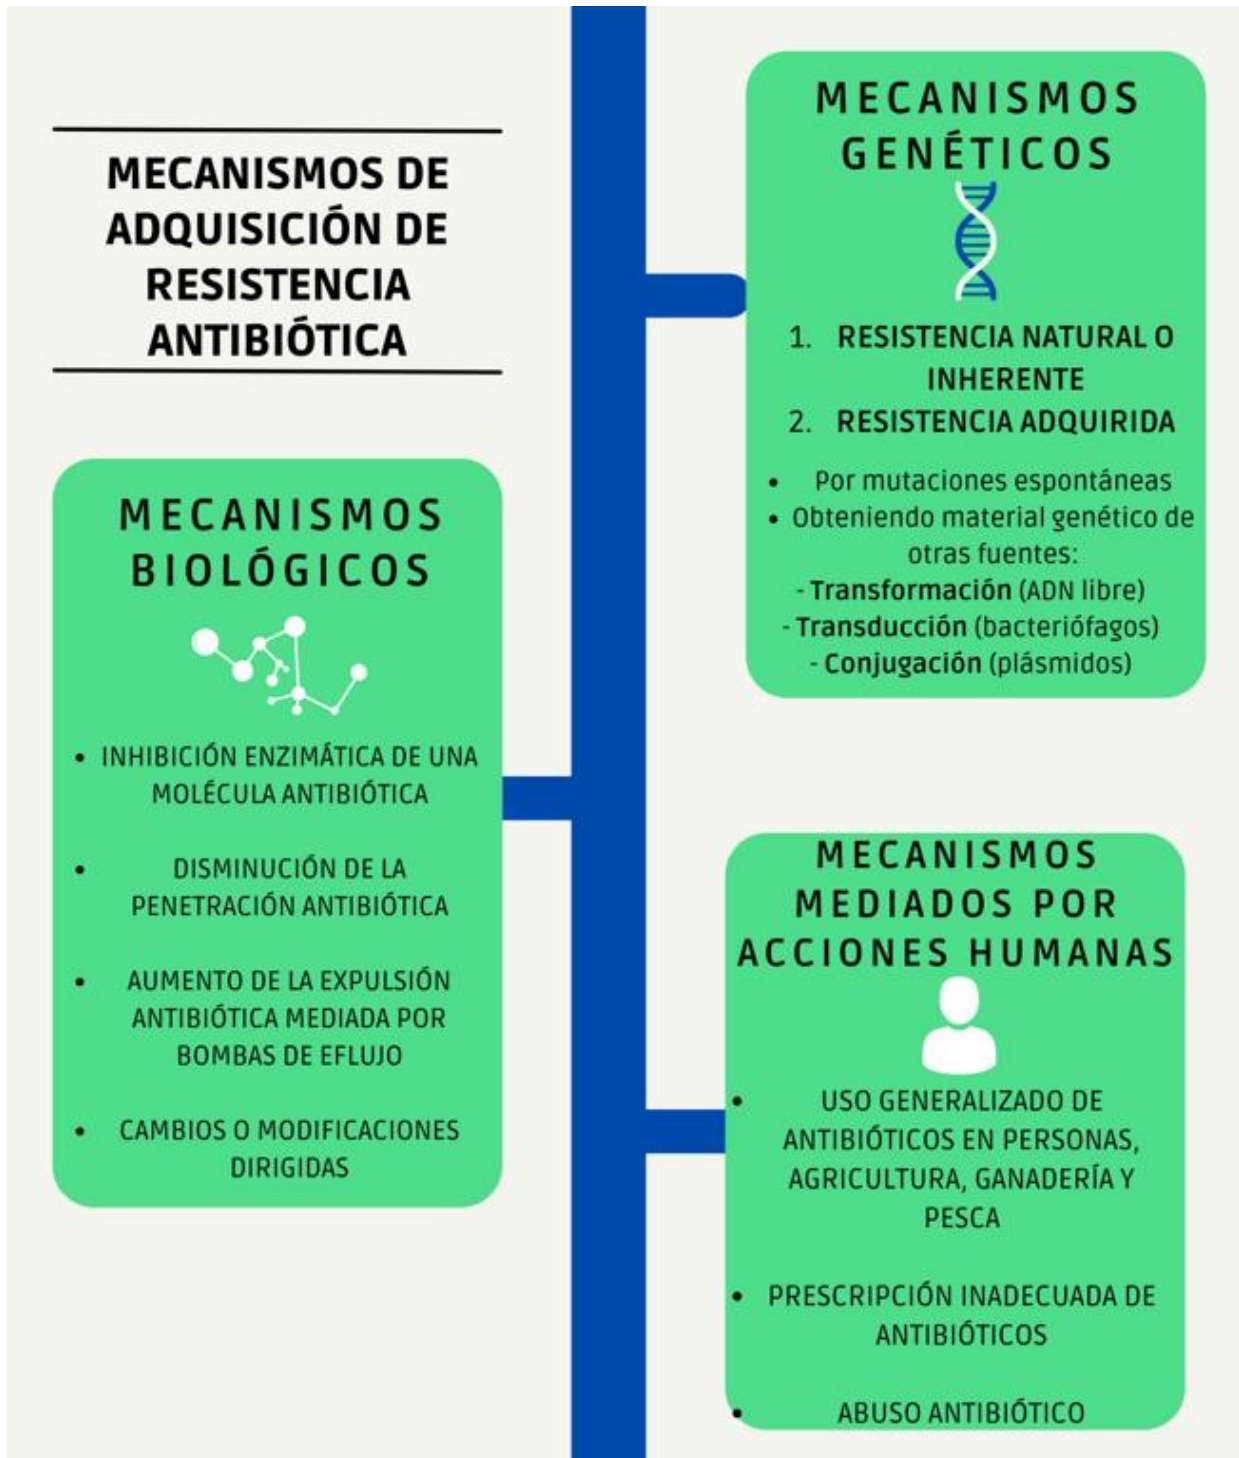 MECANISMOS DE
ADQUISICIÓN DE
RESISTENCIA
ANTIBIÓTICA
MECANISMOS
GENÉTICOS
1. RESISTENCIA NATURAL O
INHERENTE
2. RESISTENCIA ADQUIRIDA
• Por mutaciones espontáneas
• Obteniendo material genético de
otras fuentes:
- Transformación (ADN libre)
- Transducción (bacteriófagos)
- Conjugación (plásmidos)
MECANISMOS
BIOLÓGICOS
• INHIBICIÓN ENZIMÁTICA DE UNA
MOLÉCULA ANTIBIÓTICA
• DISMINUCIÓN DE LA
PENETRACIÓN ANTIBIÓTICA
• AUMENTO DE LA EXPULSIÓN
ANTIBIÓTICA MEDIADA POR
BOMBAS DE EFLUJO
• CAMBIOS O MODIFICACIONES
DIRIGIDAS
MECANISMOS
MEDIADOS POR
ACCIONES HUMANAS
• USO GENERALIZADO DE
ANTIBIÓTICOS EN PERSONAS,
AGRICULTURA, GANADERÍA Y
PESCA
• PRESCRIPCIÓN INADECUADA DE
ANTIBIÓTICOS
• ABUSO ANTIBIÓTICO